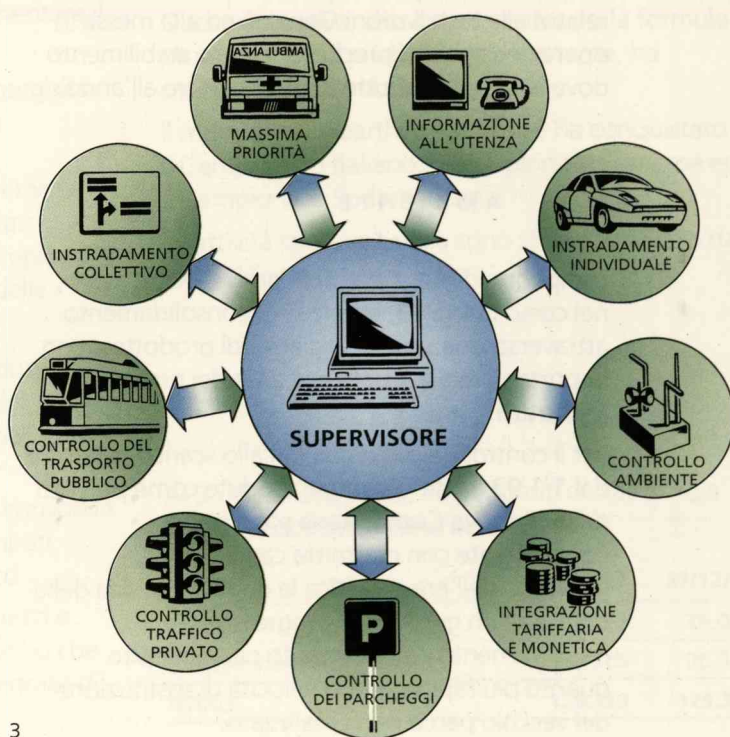 AMBULANZA
MASSIMA
PRIORITÀ
INFORMAZIONE
ALL'UTENZA
INSTRADAMENTO
COLLETTIVO
INSTRADAMENTO
INDIVIDUALE
CONTROLLO DEL
TRASPORTO
PUBBLICO
SUPERVISORE
CONTROLLO
AMBIENTE
CONTROLLO
TRAFFICO
PRIVATO
P
CONTROLLO
DEI PARCHEGGI
INTEGRAZIONE
TARIFFARIA
E MONETICA
3